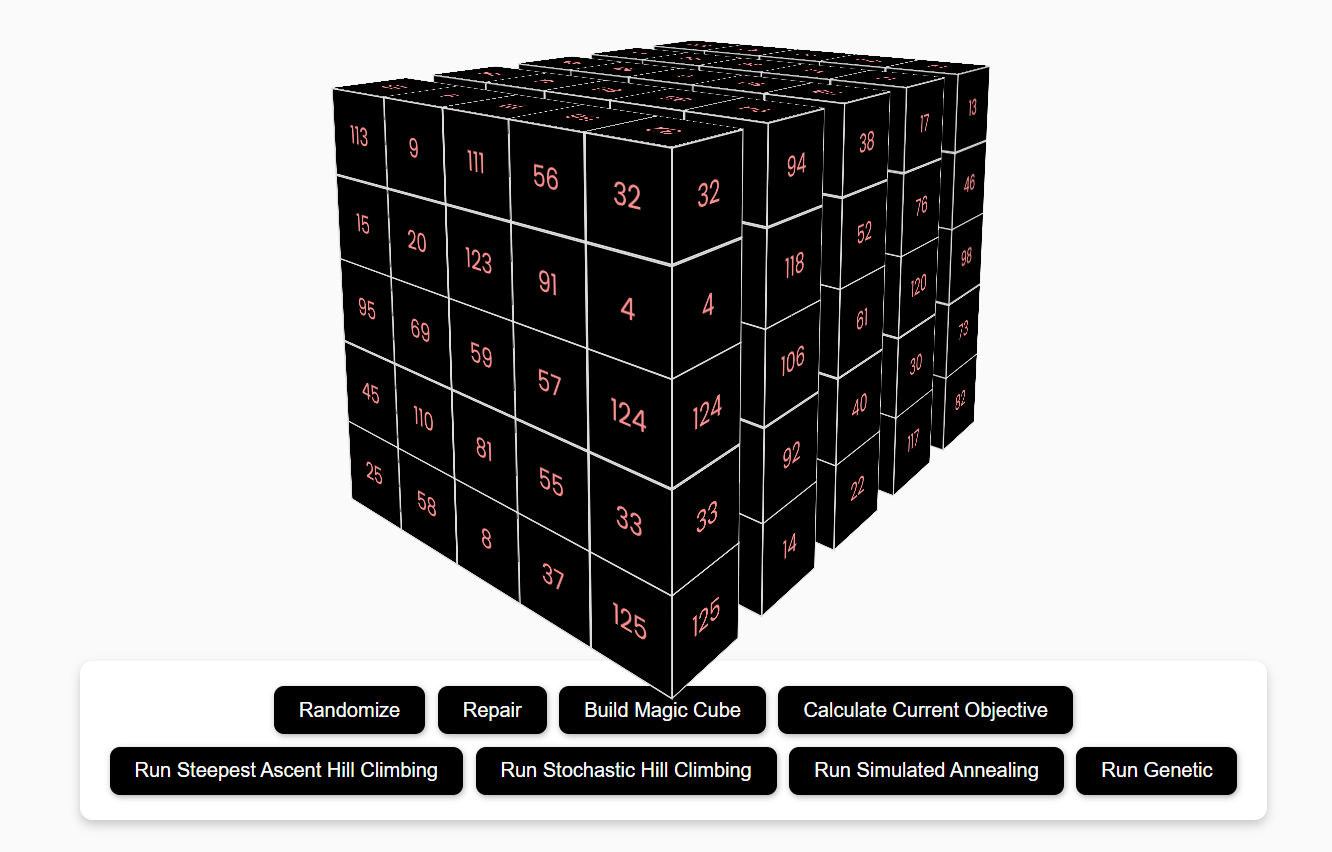 113 9 111 56 32 32 94 38 17 13
15 20 123 91 4 4 118 52 76 46
95 69 59 57 124 124 106 61 120 98
45 110 81 55 33 33 92 40 30 73
25 58 8 37 125 125 14 22 117 82
Randomize Repair Build Magic Cube Calculate Current Objective
Run Steepest Ascent Hill Climbing Run Stochastic Hill Climbing Run Simulated Annealing Run Genetic